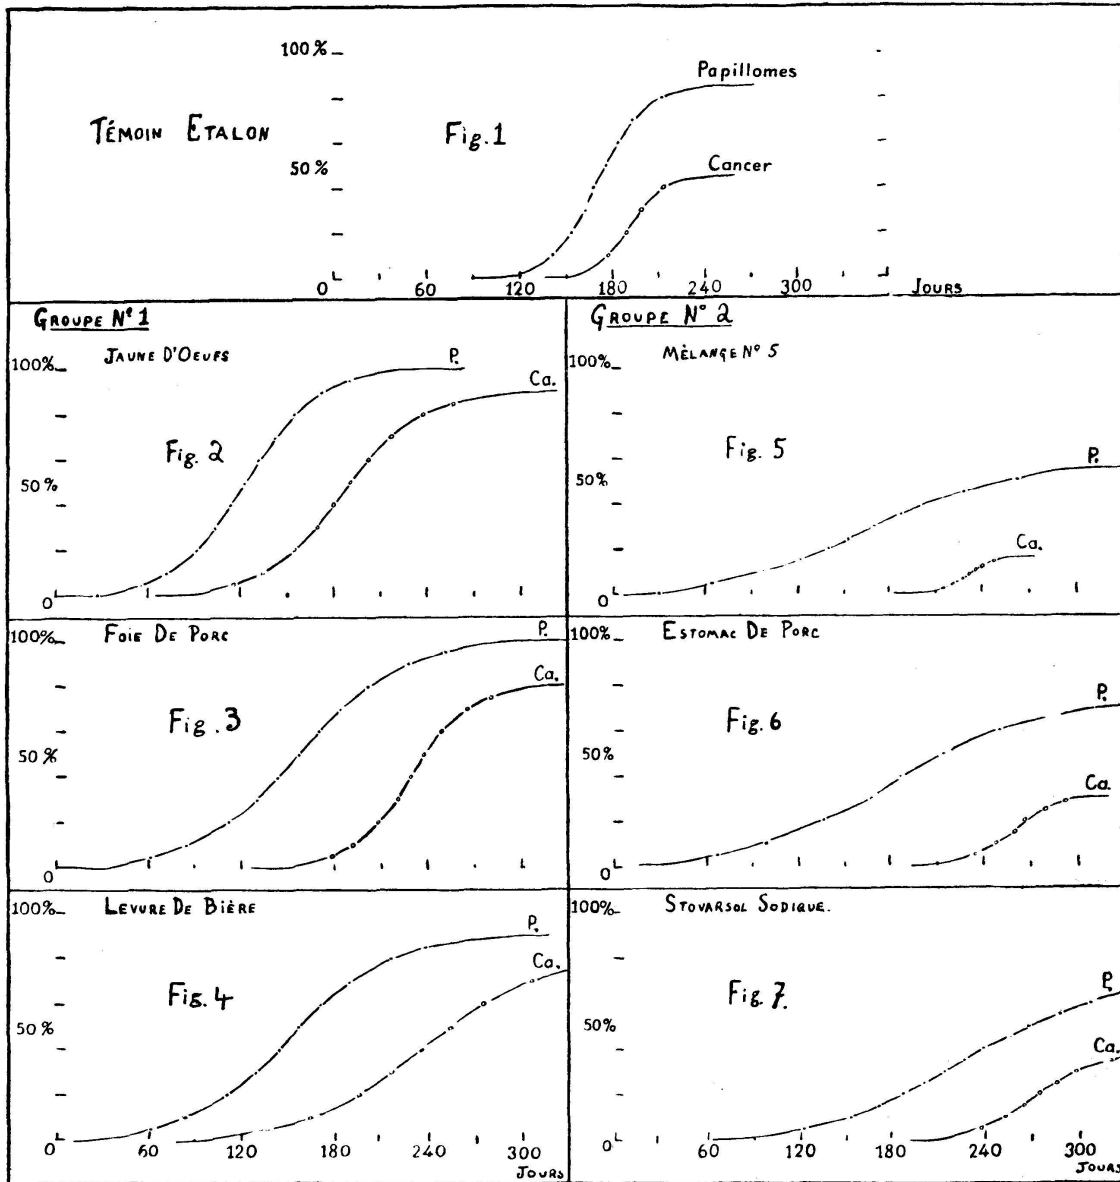 100%
Papillomes
TÉMOIN ETALON
Fig. 1
50%
Cancer
0 60 120 180 240 300 JOURS
GROUPE N° 1
JAUNE D'OEUFS
100%
P.
Ca.
Fig. 2
50%
0
FOIE DE PORC
100%
P.
Ca.
Fig. 3
50%
0
LEVURE DE BIÈRE
100%
P.
Ca.
Fig. 4
50%
0 60 120 180 240 300
JOURS
GROUPE N° 2
MÈLANGE N° 5
100%
Fig. 5
P.
50%
Ca.
0
ESTOMAC DE PORC
100%
P.
Fig. 6
50%
Ca.
0
STOVARSOL SODIQUE.
100%
P.
Fig. 7.
50%
Ca.
0 60 120 180 240 300
JOURS